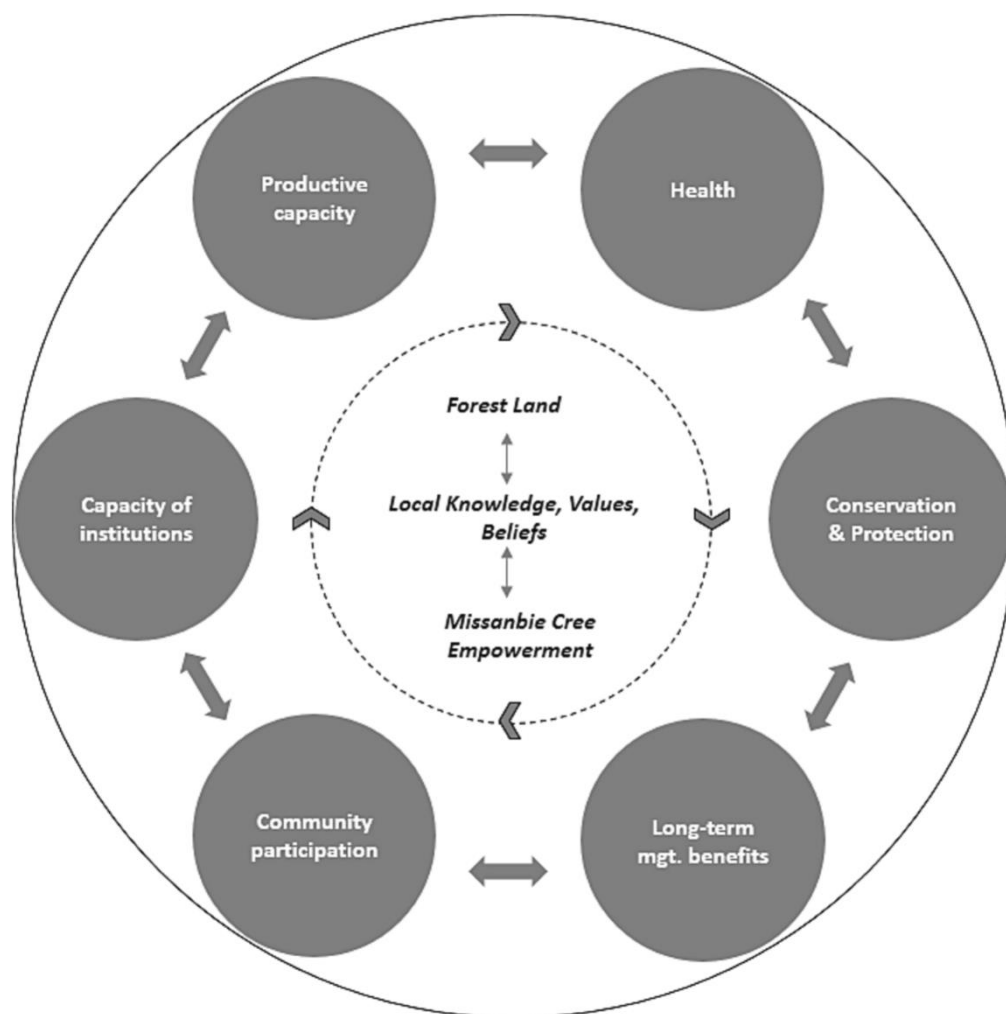 Productive
capacity
Health
Forest Land
Capacity of
institutions
Local Knowledge, Values,
Beliefs
Conservation
& Protection
Missanbie Cree
Empowerment
Community
participation
Long-term
mgt. benefits